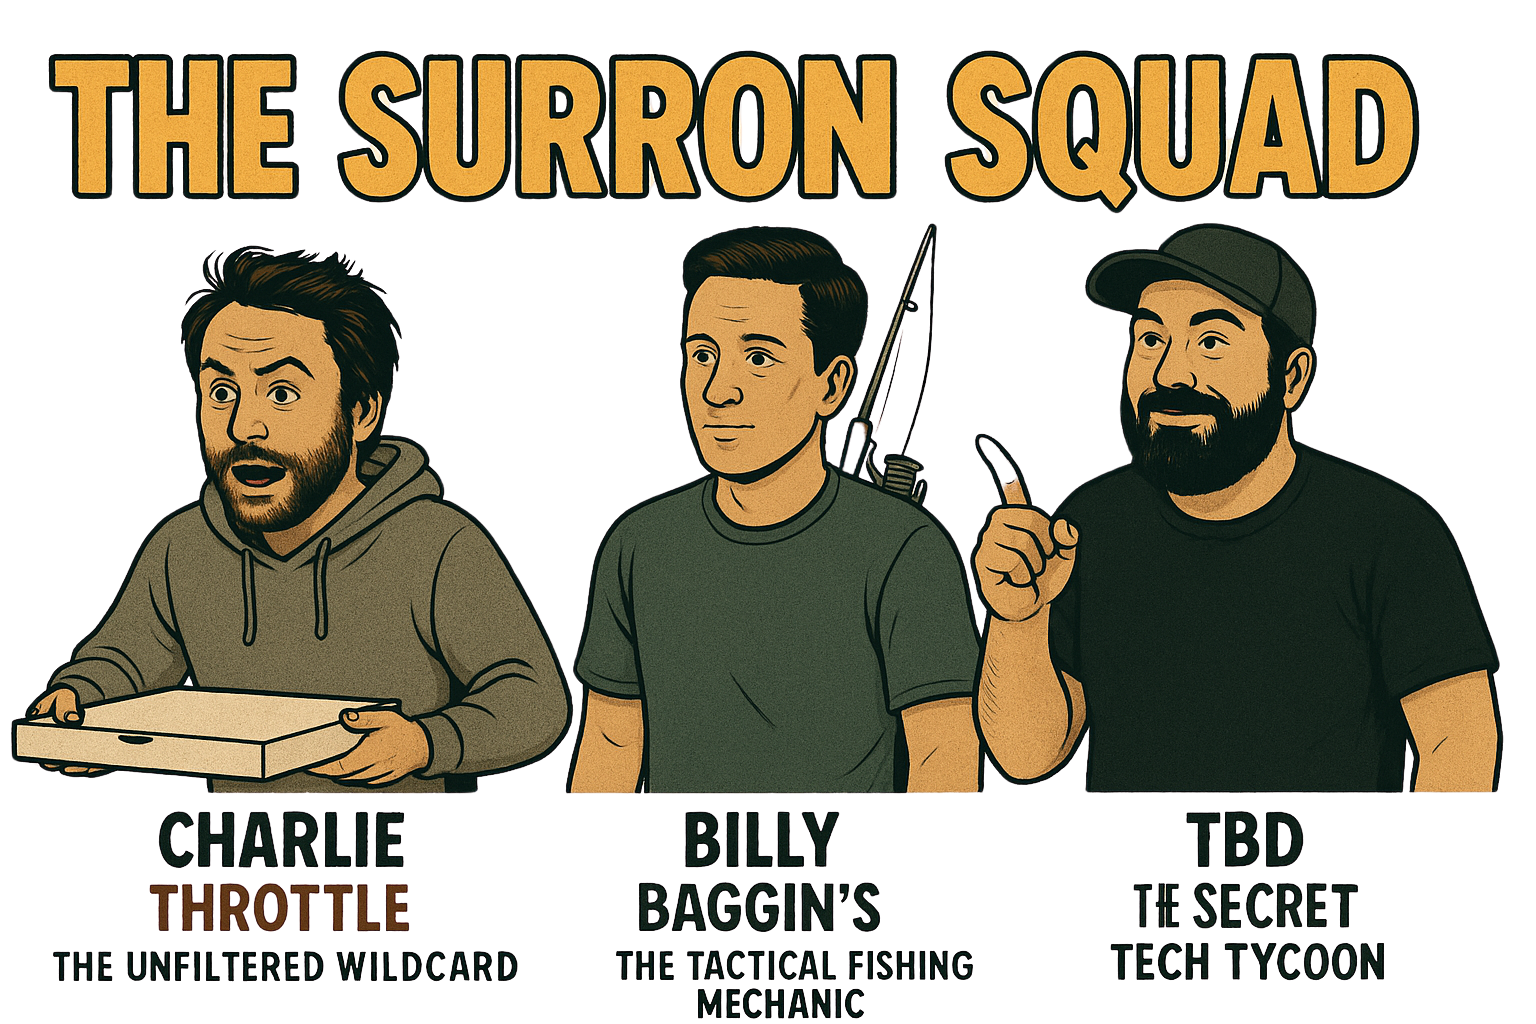 THE SURRON SQUAD
CHARLIE
THROTTLE
THE UNFILTERED WILDCARD
BILLY
BAGGIN'S
THE TACTICAL FISHING
MECHANIC
TBD
THE SECRET
TECH TYCOON